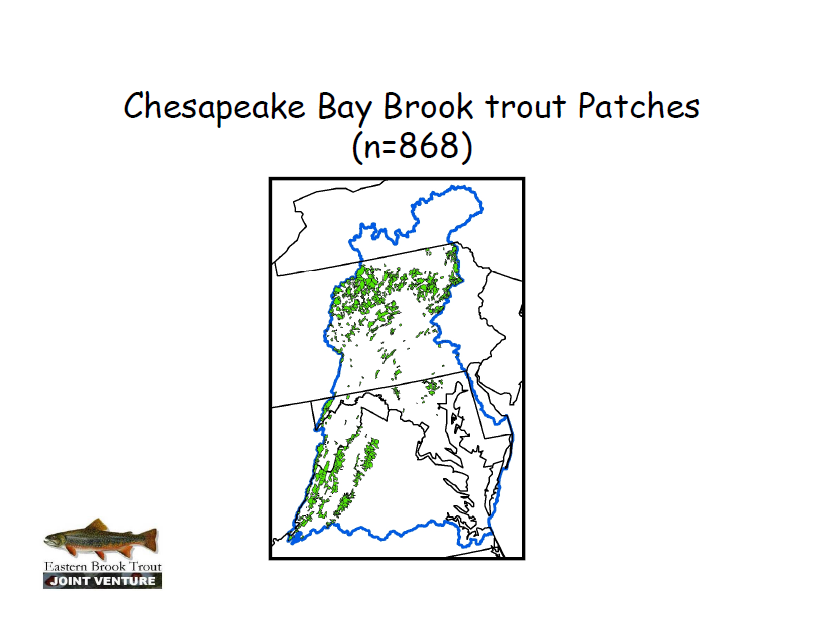 Chesapeake Bay Brook trout Patches
(n=868)
Eastern Brook Trout
JOINT VENTURE